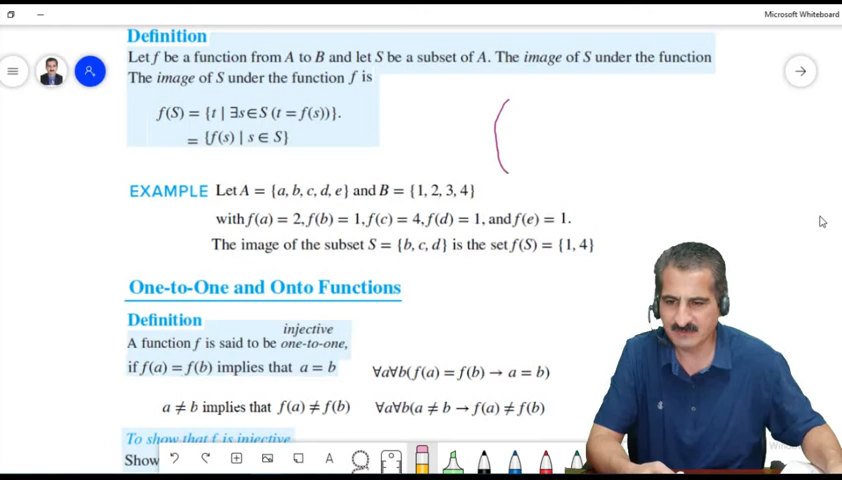 Microsoft Whiteboard
Definition
Let f be a function from A to B and let S be a subset of A. The image of S under the function
The image of S under the function f is
f(S) = {t | ∃s∈S (t = f(s))}.
= {f(s) | s ∈ S}
EXAMPLE Let A = {a, b, c, d, e} and B = {1, 2, 3, 4}
with f(a) = 2, f(b) = 1, f(c) = 4, f(d) = 1, and f(e) = 1.
The image of the subset S = {b, c, d} is the set f(S) = {1, 4}
One-to-One and Onto Functions
Definition
injective
A function f is said to be one-to-one,
if f(a) = f(b) implies that a = b
∀a∀b(f(a) = f(b) → a = b)
a ≠ b implies that f(a) ≠ f(b)
∀a∀b(a ≠ b → f(a) ≠ f(b)
To show that f is injective
Show